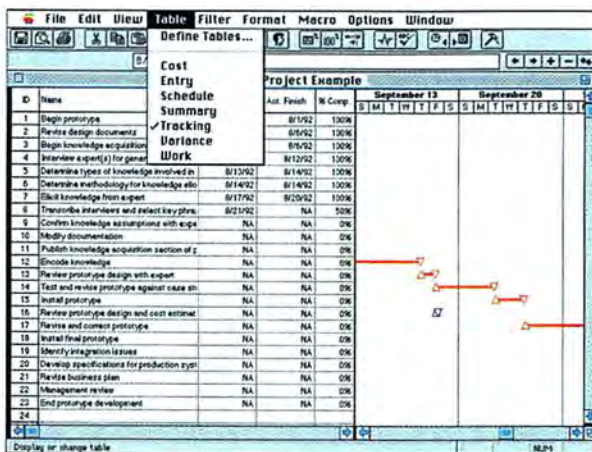 File Edit View Table Filter Format Macro Options Window
Define Tables...
Cost
Entry
Schedule
Summary
✓Tracking
Variance
Work
Project Example
ID Name Act. Finish % Comp.
September 13 September 20
S M T W T F S S M T W T F S S
1 Begin prototype 8/1/92 100%
2 Revise design documents 8/6/92 100%
3 Begin knowledge acquisition 8/6/92 100%
4 Interview expert(s) for gener 8/12/92 100%
5 Determine types of knowledge involved in 8/13/92 8/14/92 100%
6 Determine methodology for knowledge elic 8/14/92 8/14/92 100%
7 Elicit knowledge from expert 8/17/92 8/20/92 100%
8 Transcribe interviews and select key phra 8/21/92 NA 50%
9 Confirm knowledge assumptions with expe NA NA 0%
10 Modify documentation NA NA 0%
11 Publish knowledge acquisition section of p NA NA 0%
12 Encode knowledge NA NA 0%
13 Review prototype design with expert NA NA 0%
14 Test and revise prototype against case st NA NA 0%
15 Install prototype NA NA 0%
16 Review prototype design and cost estimat NA NA 0%
17 Revise and correct prototype NA NA 0%
18 Install final prototype NA NA 0%
19 Identify integration issues NA NA 0%
20 Develop specifications for production syst NA NA 0%
21 Revise business plan NA NA 0%
22 Management review NA NA 0%
23 End prototype development NA NA 0%
24
Display or change table NUM